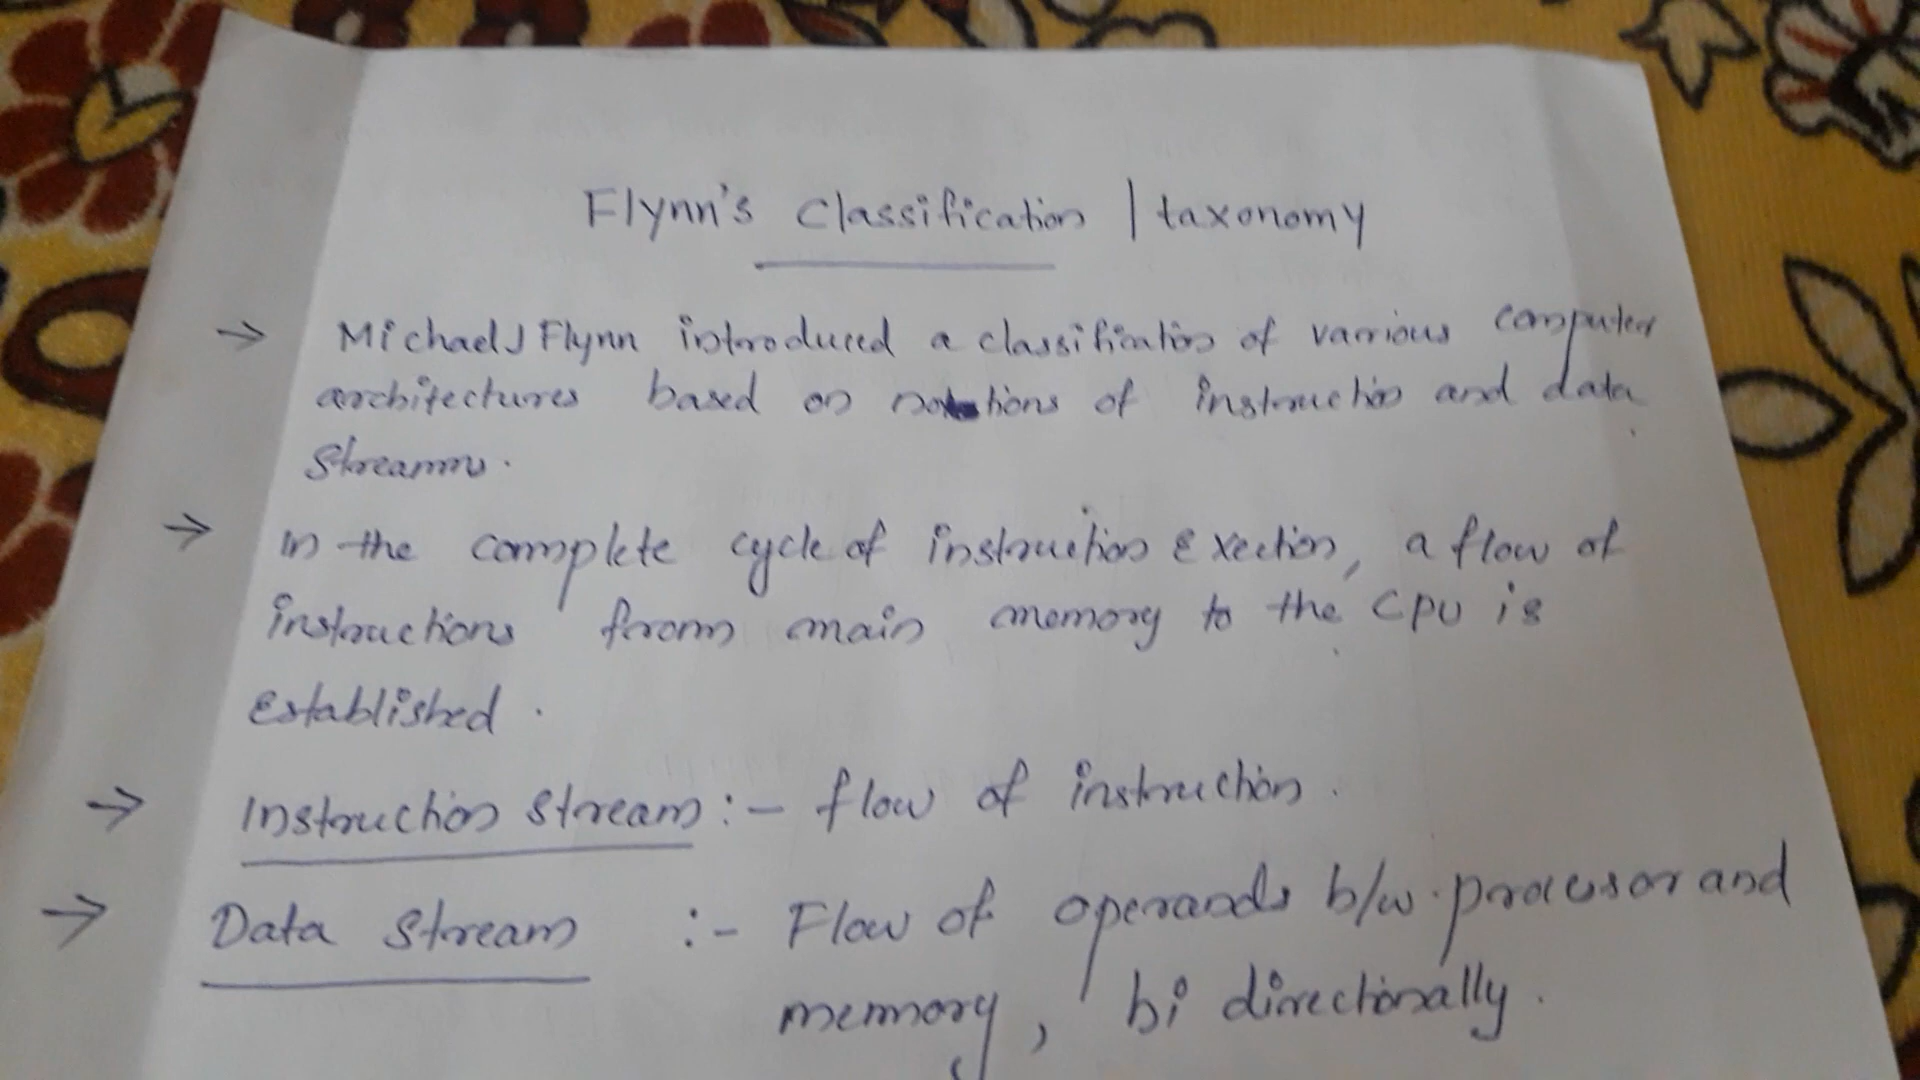 Flynn's Classification | taxonomy
→ Michael J Flynn introduced a classification of various computer
architectures based on notations of instruction and data
streams.
→ In the complete cycle of instruction Exection, a flow of
instructions from main memory to the CPU is
Established.
→ Instruction stream :- flow of instruction.
→ Data Stream :- Flow of operands b/w processor and
memory, bi directionally.